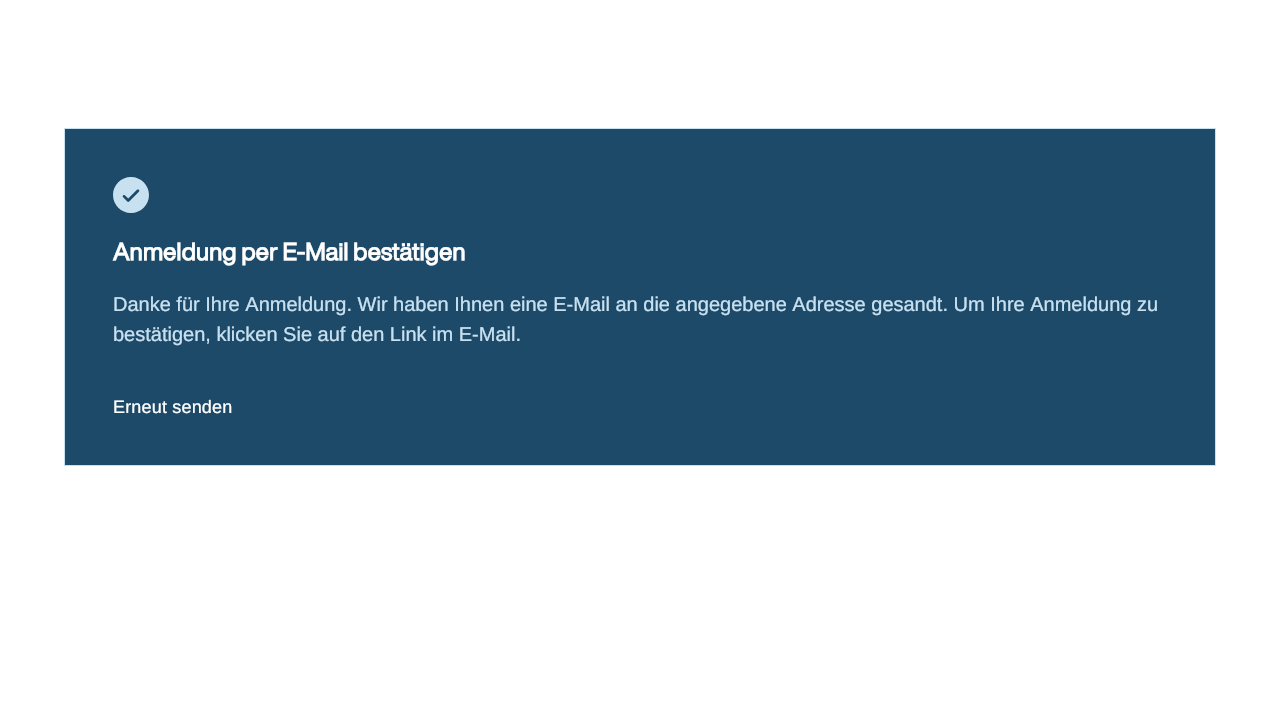 Anmeldung per E-Mail bestätigen
Danke für Ihre Anmeldung. Wir haben Ihnen eine E-Mail an die angegebene Adresse gesandt. Um Ihre Anmeldung zu
bestätigen, klicken Sie auf den Link im E-Mail.
Erneut senden